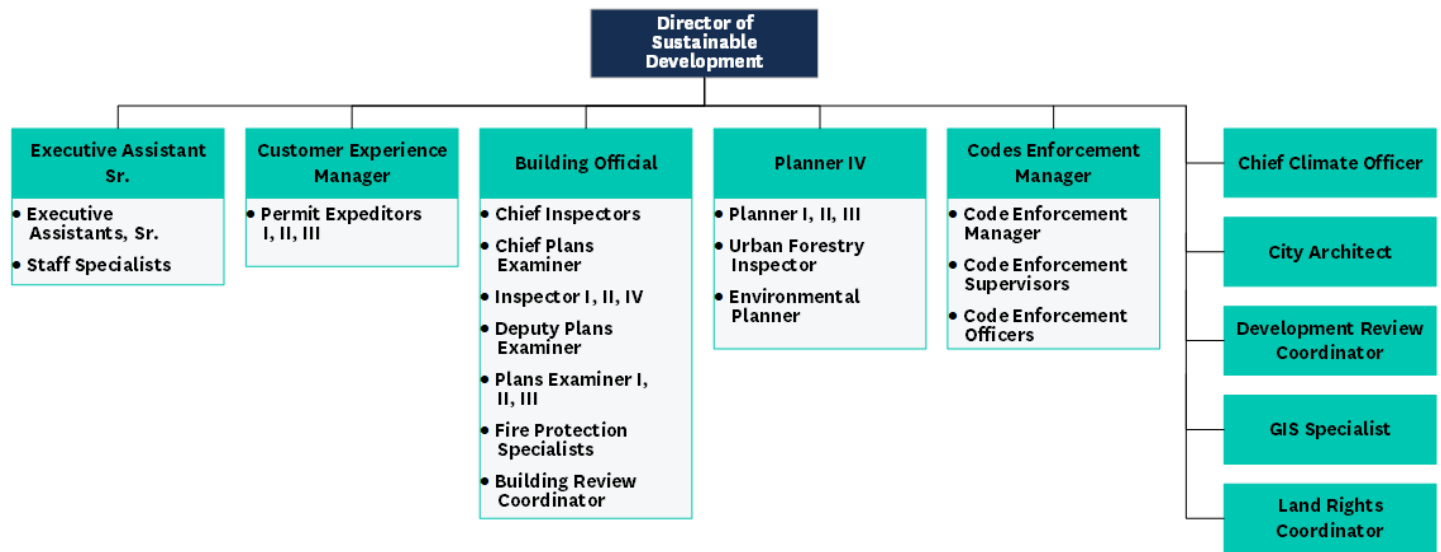 Director of
Sustainable
Development
Executive Assistant
Sr.
• Executive
Assistants, Sr.
• Staff Specialists
Customer Experience
Manager
• Permit Expeditors
I, II, III
Building Official
• Chief Inspectors
• Chief Plans
Examiner
• Inspector I, II, IV
• Deputy Plans
Examiner
• Plans Examiner I,
II, III
• Fire Protection
Specialists
• Building Review
Coordinator
Planner IV
• Planner I, II, III
• Urban Forestry
Inspector
• Environmental
Planner
Codes Enforcement
Manager
• Code Enforcement
Manager
• Code Enforcement
Supervisors
• Code Enforcement
Officers
Chief Climate Officer
City Architect
Development Review
Coordinator
GIS Specialist
Land Rights
Coordinator